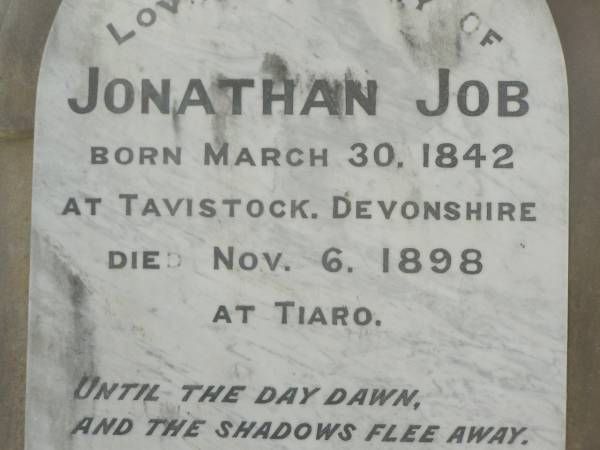 OF
JONATHAN JOB
BORN MARCH 30. 1842
AT TAVISTOCK. DEVONSHIRE
DIED NOV. 6. 1898
AT TIARO.
UNTIL THE DAY DAWN,
AND THE SHADOWS FLEE AWAY.